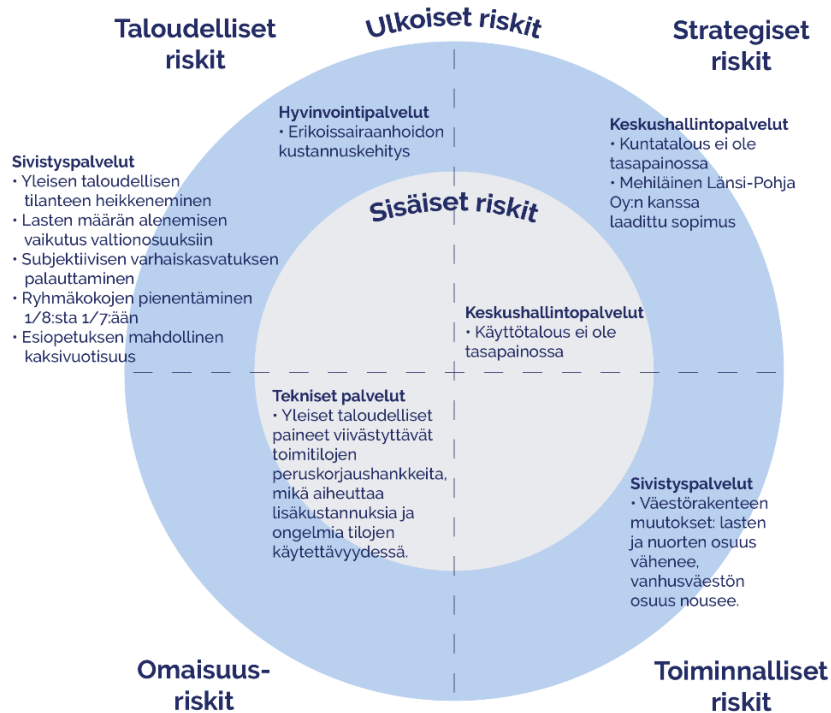 Taloudelliset
riskit
Ulkoiset riskit
Strategiset
riskit
Hyvinvointipalvelut
• Erikoissairaanhoidon
kustannuskehitys
Keskushallintopalvelut
• Kuntatalous ei ole
tasapainossa
• Mehiläinen Länsi-Pohja
Oy:n kanssa
laadittu sopimus
Sivistyspalvelut
• Yleisen taloudellisen
tilanteen heikkeneminen
• Lasten määrän alenemisen
vaikutus valtionosuuksiin
• Subjektiivisen varhaiskasvatuksen
palauttaminen
• Ryhmäkokojen pienentäminen
1/8:sta 1/7:ään
• Esiopetuksen mahdollinen
kaksivuotisuus
Sisäiset riskit
Keskushallintopalvelut
• Käyttötalous ei ole
tasapainossa
Tekniset palvelut
• Yleiset taloudelliset
paineet viivästyttävät
toimitilojen
peruskorjaushankkeita,
mikä aiheuttaa
lisäkustannuksia ja
ongelmia tilojen
käytettävyydessä.
Sivistyspalvelut
• Väestörakenteen
muutokset: lasten
ja nuorten osuus
vähenee,
vanhusväestön
osuus nousee.
Omaisuus-
riskit
Toiminnalliset
riskit